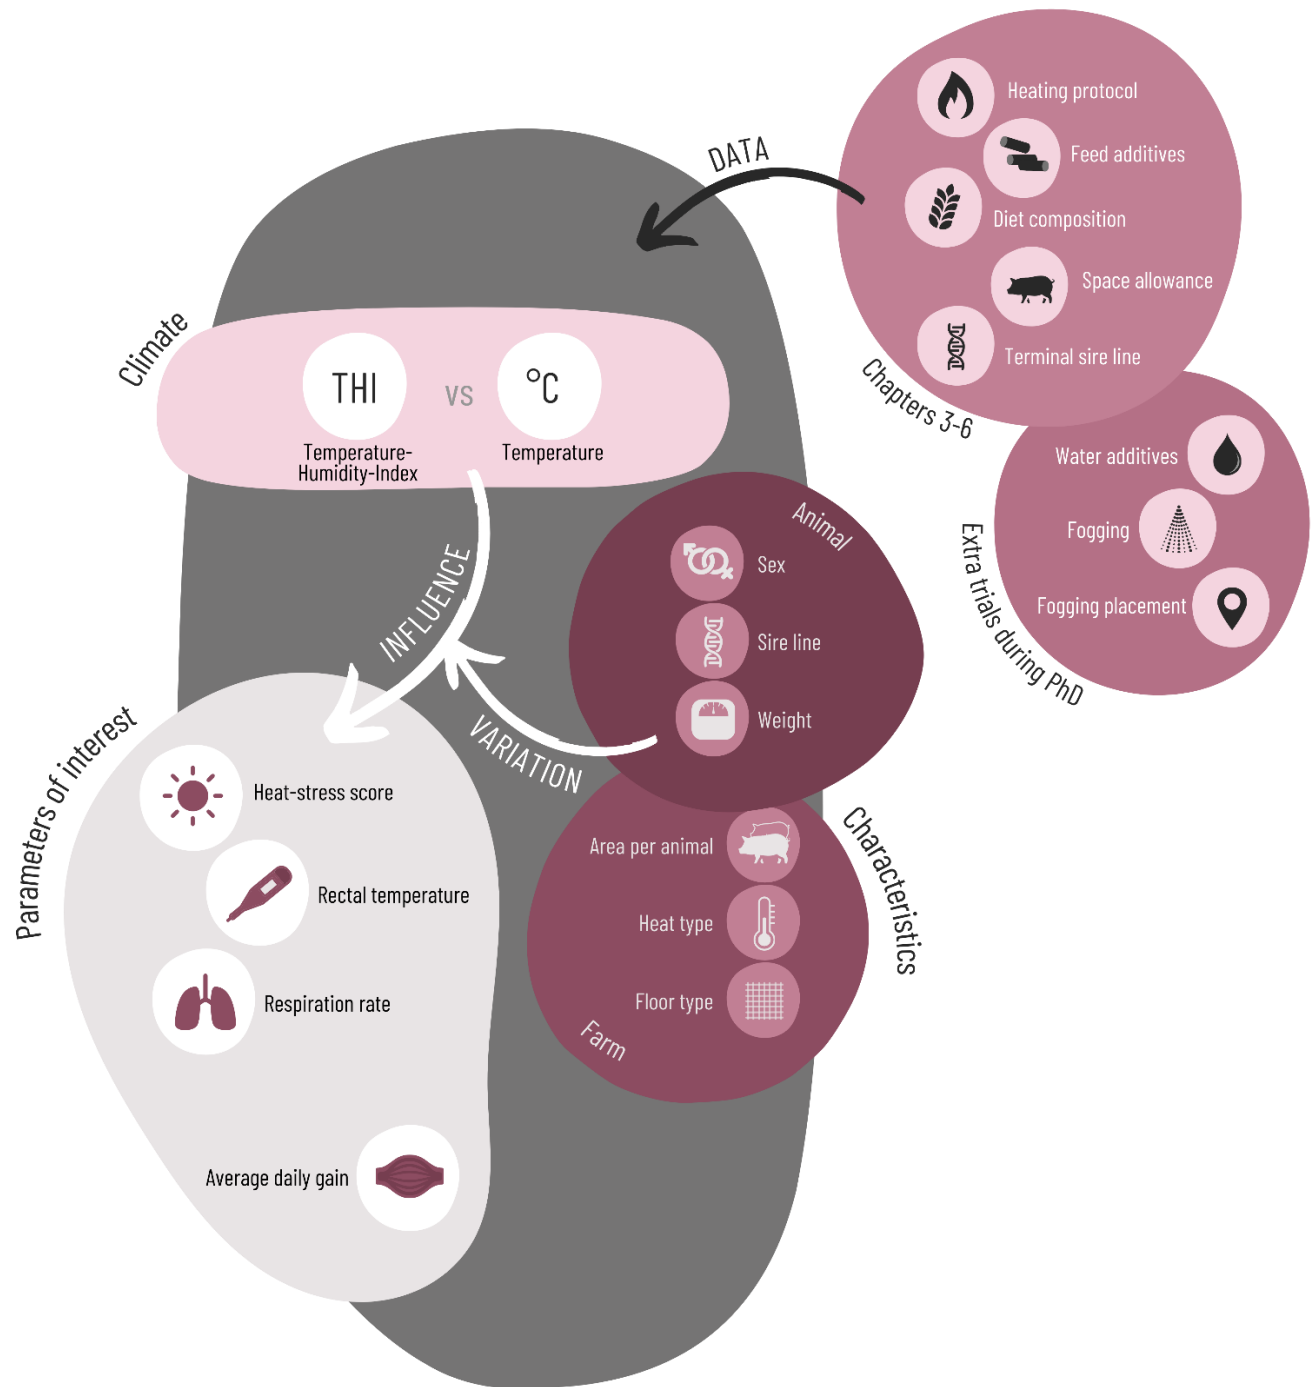 Heating protocol
Feed additives
Diet composition
Space allowance
Terminal sire line
Chapters 3-6
DATA
Water additives
Fogging
Fogging placement
Extra trials during PhD
Climate
THI
vs
°C
Temperature-
Humidity-Index
Temperature
INFLUENCE
VARIATION
Animal
Sex
Sire line
Weight
Characteristics
Area per animal
Heat type
Floor type
Farm
Parameters of interest
Heat-stress score
Rectal temperature
Respiration rate
Average daily gain